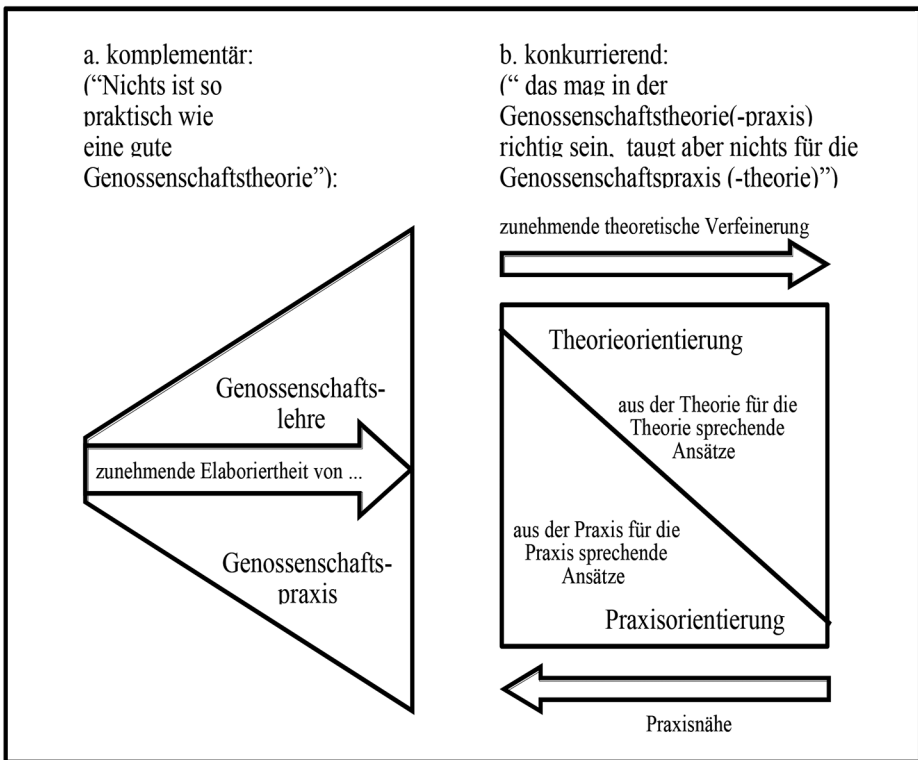 a. komplementär:
(“Nichts ist so
praktisch wie
eine gute
Genossenschaftstheorie”):
b. konkurrierend:
(“ das mag in der
Genossenschaftstheorie(-praxis)
richtig sein, taugt aber nichts für die
Genossenschaftspraxis (-theorie)”)
Genossenschafts-
lehre
zunehmende Elaboriertheit von ...
Genossenschafts-
praxis
zunehmende theoretische Verfeinerung
Theorieorientierung
aus der Theorie für die
Theorie sprechende
Ansätze
aus der Praxis für die
Praxis sprechende
Ansätze
Praxisorientierung
Praxisnähe